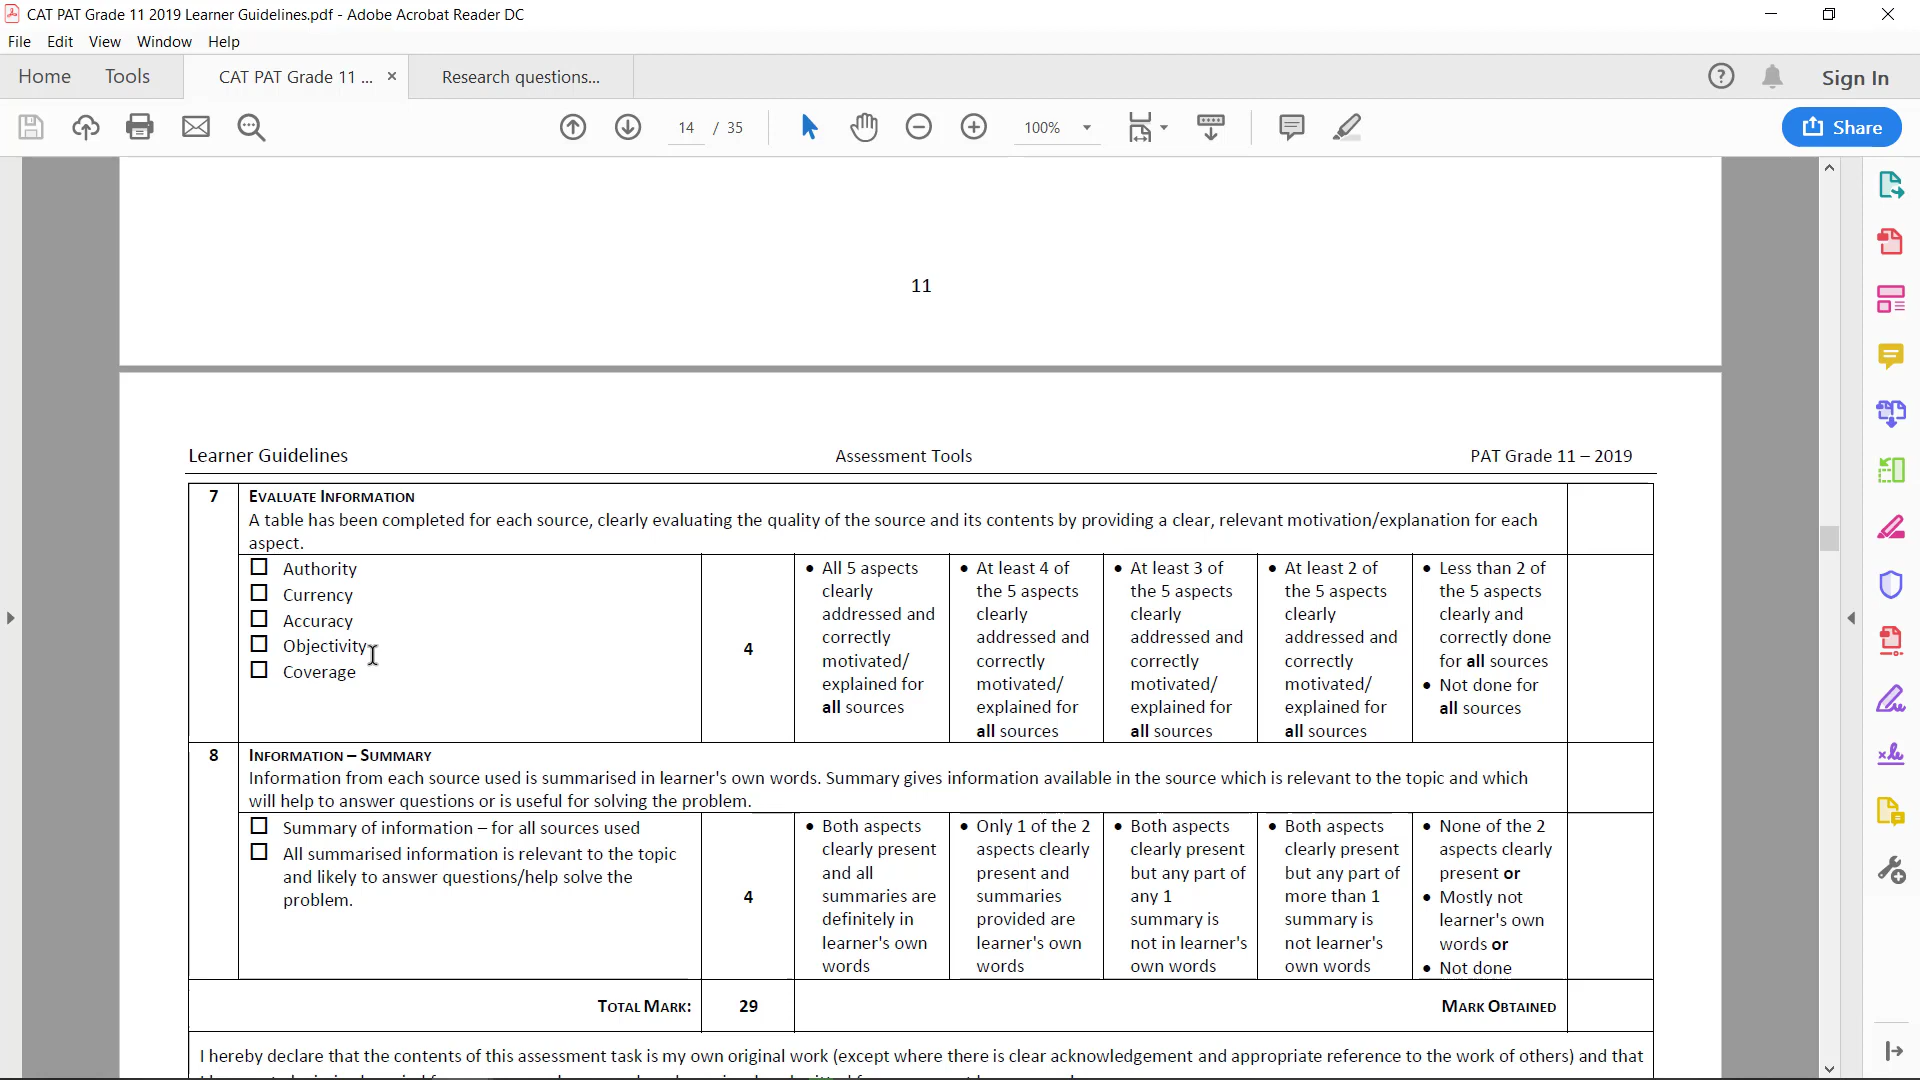 CAT PAT Grade 11 2019 Learner Guidelines.pdf - Adobe Acrobat Reader DC
File Edit View Window Help
Home Tools CAT PAT Grade 11 ... × Research questions... Sign In
14 / 35 100% Share
11
Learner Guidelines Assessment Tools PAT Grade 11 – 2019
7 EVALUATE INFORMATION
A table has been completed for each source, clearly evaluating the quality of the source and its contents by providing a clear, relevant motivation/explanation for each
aspect.
☐ Authority
☐ Currency
☐ Accuracy
☐ Objectivity
☐ Coverage
4
• All 5 aspects
clearly
addressed and
correctly
motivated/
explained for
all sources
• At least 4 of
the 5 aspects
clearly
addressed and
correctly
motivated/
explained for
all sources
• At least 3 of
the 5 aspects
clearly
addressed and
correctly
motivated/
explained for
all sources
• At least 2 of
the 5 aspects
clearly
addressed and
correctly
motivated/
explained for
all sources
• Less than 2 of
the 5 aspects
clearly and
correctly done
for all sources
• Not done for
all sources
8 INFORMATION – SUMMARY
Information from each source used is summarised in learner's own words. Summary gives information available in the source which is relevant to the topic and which
will help to answer questions or is useful for solving the problem.
☐ Summary of information – for all sources used
☐ All summarised information is relevant to the topic
and likely to answer questions/help solve the
problem.
4
• Both aspects
clearly present
and all
summaries are
definitely in
learner's own
words
• Only 1 of the 2
aspects clearly
present and
summaries
provided are
learner's own
words
• Both aspects
clearly present
but any part of
any 1
summary is
not in learner's
own words
• Both aspects
clearly present
but any part of
more than 1
summary is
not learner's
own words
• None of the 2
aspects clearly
present or
• Mostly not
learner's own
words or
• Not done
TOTAL MARK: 29 MARK OBTAINED
I hereby declare that the contents of this assessment task is my own original work (except where there is clear acknowledgement and appropriate reference to the work of others) and that